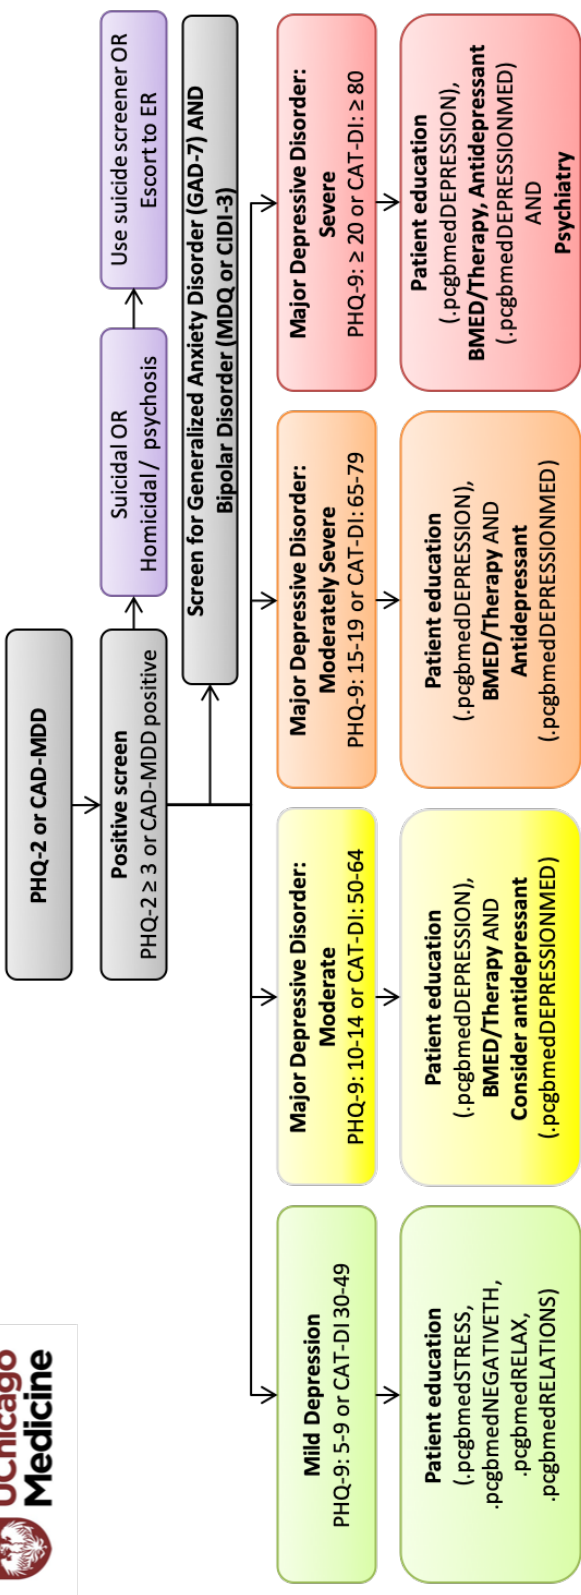 UChicago
Medicine
PHQ-2 or CAD-MDD
Positive screen
PHQ-2 ≥ 3 or CAD-MDD positive
Suicidal OR
Homicidal / psychosis
Use suicide screener OR
Escort to ER
Screen for Generalized Anxiety Disorder (GAD-7) AND
Bipolar Disorder (MDQ or CIDI-3)
Mild Depression
PHQ-9: 5-9 or CAT-DI 30-49
Patient education
(.pcgbmedSTRESS,
.pcgbmedNEGATIVETH,
.pcgbmedRELAX,
.pcgbmedRELATIONS)
Major Depressive Disorder:
Moderate
PHQ-9: 10-14 or CAT-DI: 50-64
Patient education
(.pcgbmedDEPRESSION),
BMED/Therapy AND
Consider antidepressant
(.pcgbmedDEPRESSIONMED)
Major Depressive Disorder:
Moderately Severe
PHQ-9: 15-19 or CAT-DI: 65-79
Patient education
(.pcgbmedDEPRESSION),
BMED/Therapy AND
Antidepressant
(.pcgbmedDEPRESSIONMED)
Major Depressive Disorder:
Severe
PHQ-9: ≥ 20 or CAT-DI: ≥ 80
Patient education
(.pcgbmedDEPRESSION),
BMED/Therapy, Antidepressant
(.pcgbmedDEPRESSIONMED)
AND
Psychiatry